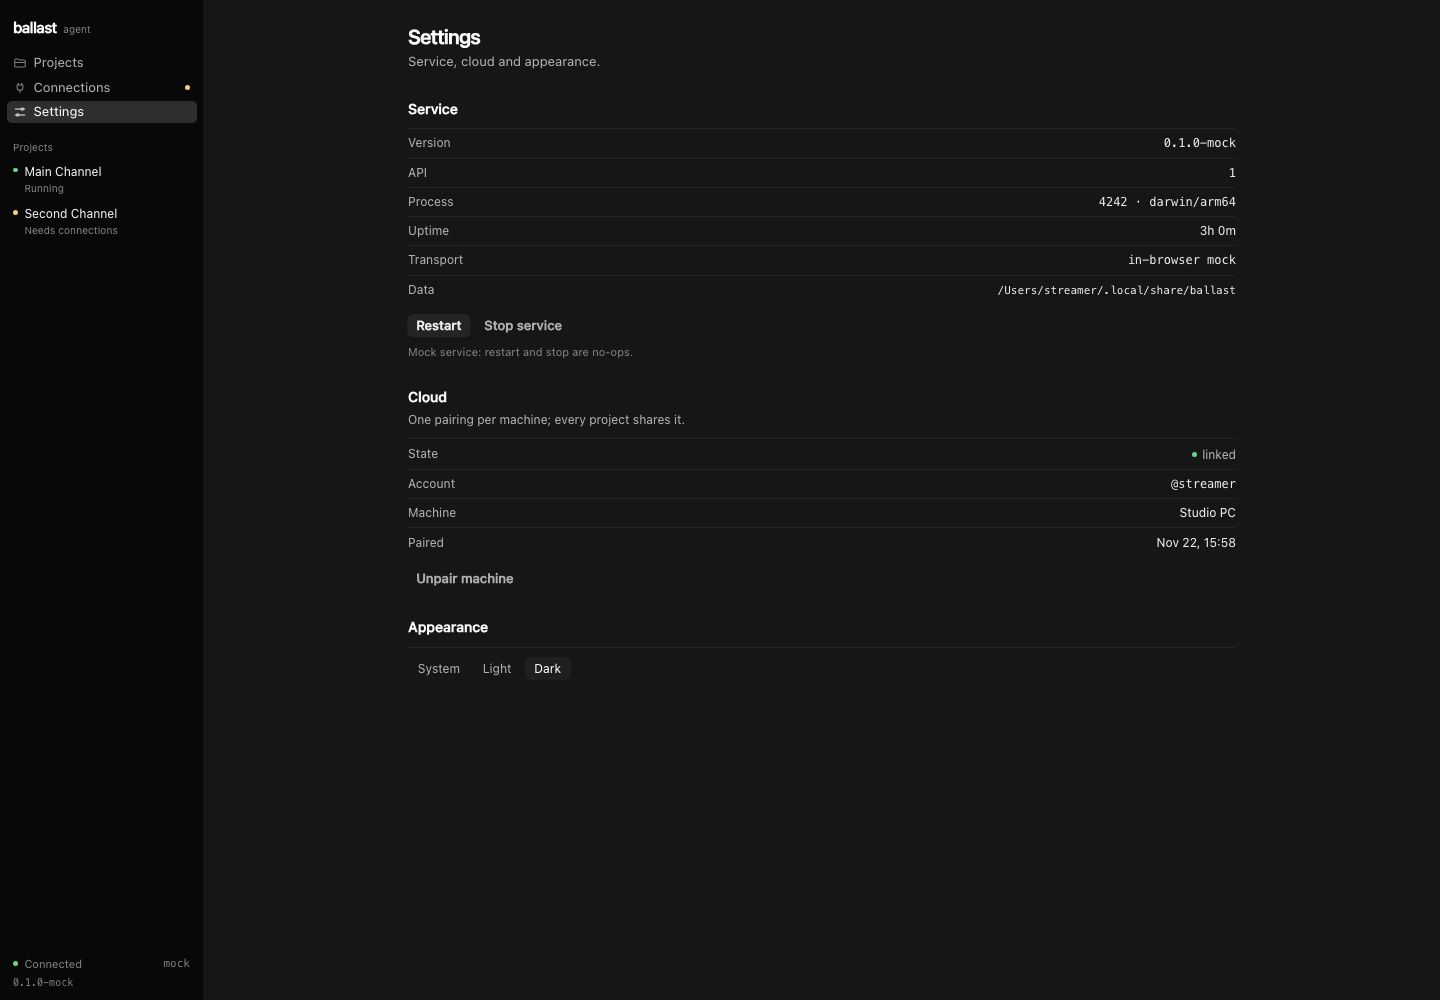 ballast agent
Projects
Connections
Settings
Projects
Main Channel
Running
Second Channel
Needs connections
Connected mock
0.1.0-mock
Settings
Service, cloud and appearance.
Service
Version 0.1.0-mock
API 1
Process 4242 · darwin/arm64
Uptime 3h 0m
Transport in-browser mock
Data /Users/streamer/.local/share/ballast
Restart Stop service
Mock service: restart and stop are no-ops.
Cloud
One pairing per machine; every project shares it.
State linked
Account @streamer
Machine Studio PC
Paired Nov 22, 15:58
Unpair machine
Appearance
System Light Dark